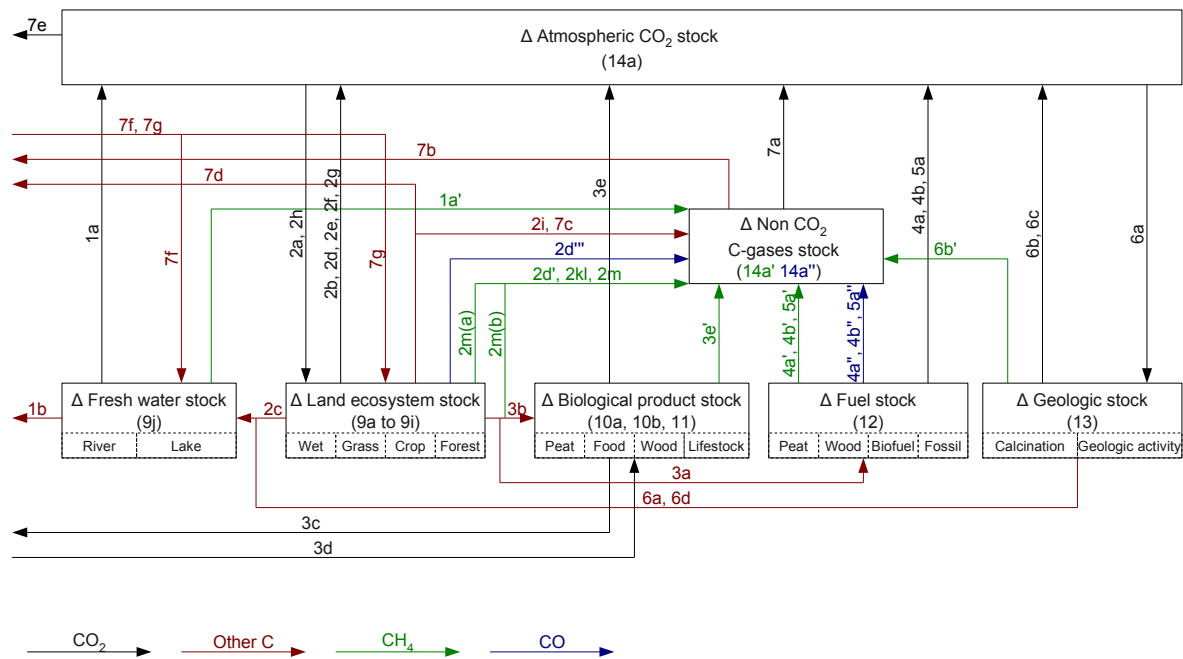 7e
Δ Atmospheric CO2 stock
(14a)
7f, 7g
7b
7d
1a
7f
2a, 2h
2b, 2d, 2e, 2f, 2g
7g
1a'
2i, 7c
2d'''
2d', 2kl, 2m
2m(a)
2m(b)
3e
7a
4a, 4b, 5a
6b, 6c
6a
Δ Non CO2
C-gases stock
(14a' 14a'')
6b'
3e'
4a', 4b', 5a'
4a'', 4b'', 5a''
1b
Δ Fresh water stock
(9j)
River Lake
2c
Δ Land ecosystem stock
(9a to 9i)
Wet Grass Crop Forest
3b
Δ Biological product stock
(10a, 10b, 11)
Peat Food Wood Lifestock
Δ Fuel stock
(12)
Peat Wood Biofuel Fossil
Δ Geologic stock
(13)
Calcination Geologic activity
3a
6a, 6d
3c
3d
CO2 Other C CH4 CO